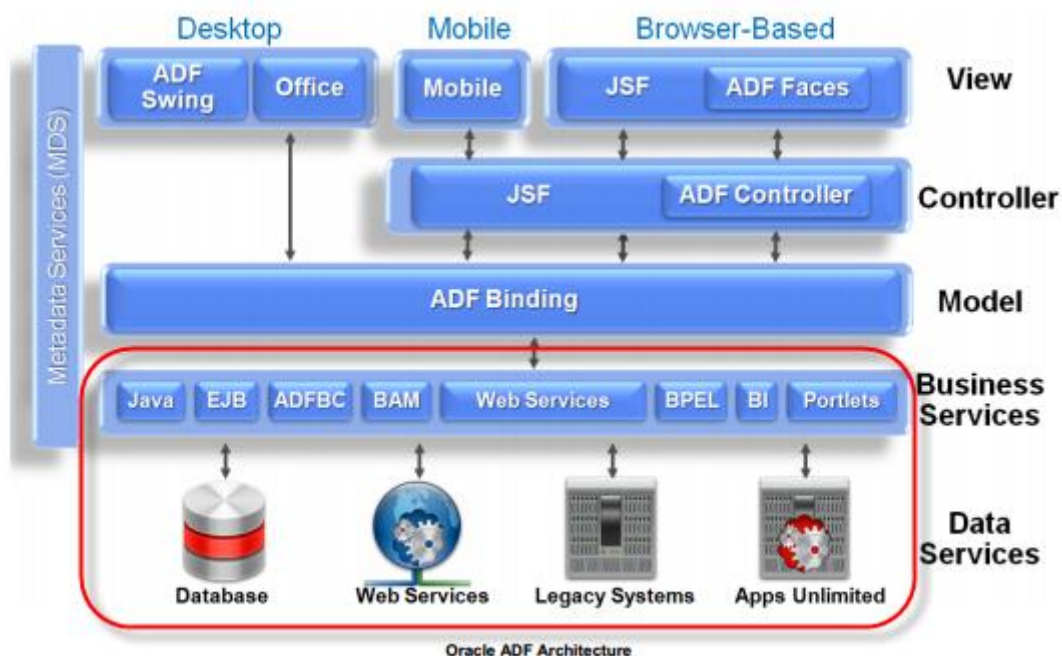 Desktop
Mobile
Browser-Based
ADF
Swing
Office
Mobile
JSF
ADF Faces
View
Metadata Services (MDS)
JSF
ADF Controller
Controller
ADF Binding
Model
Java
EJB
ADFBC
BAM
Web Services
BPEL
BI
Portlets
Business
Services
Database
Web Services
Legacy Systems
Apps Unlimited
Data
Services
Oracle ADF Architecture